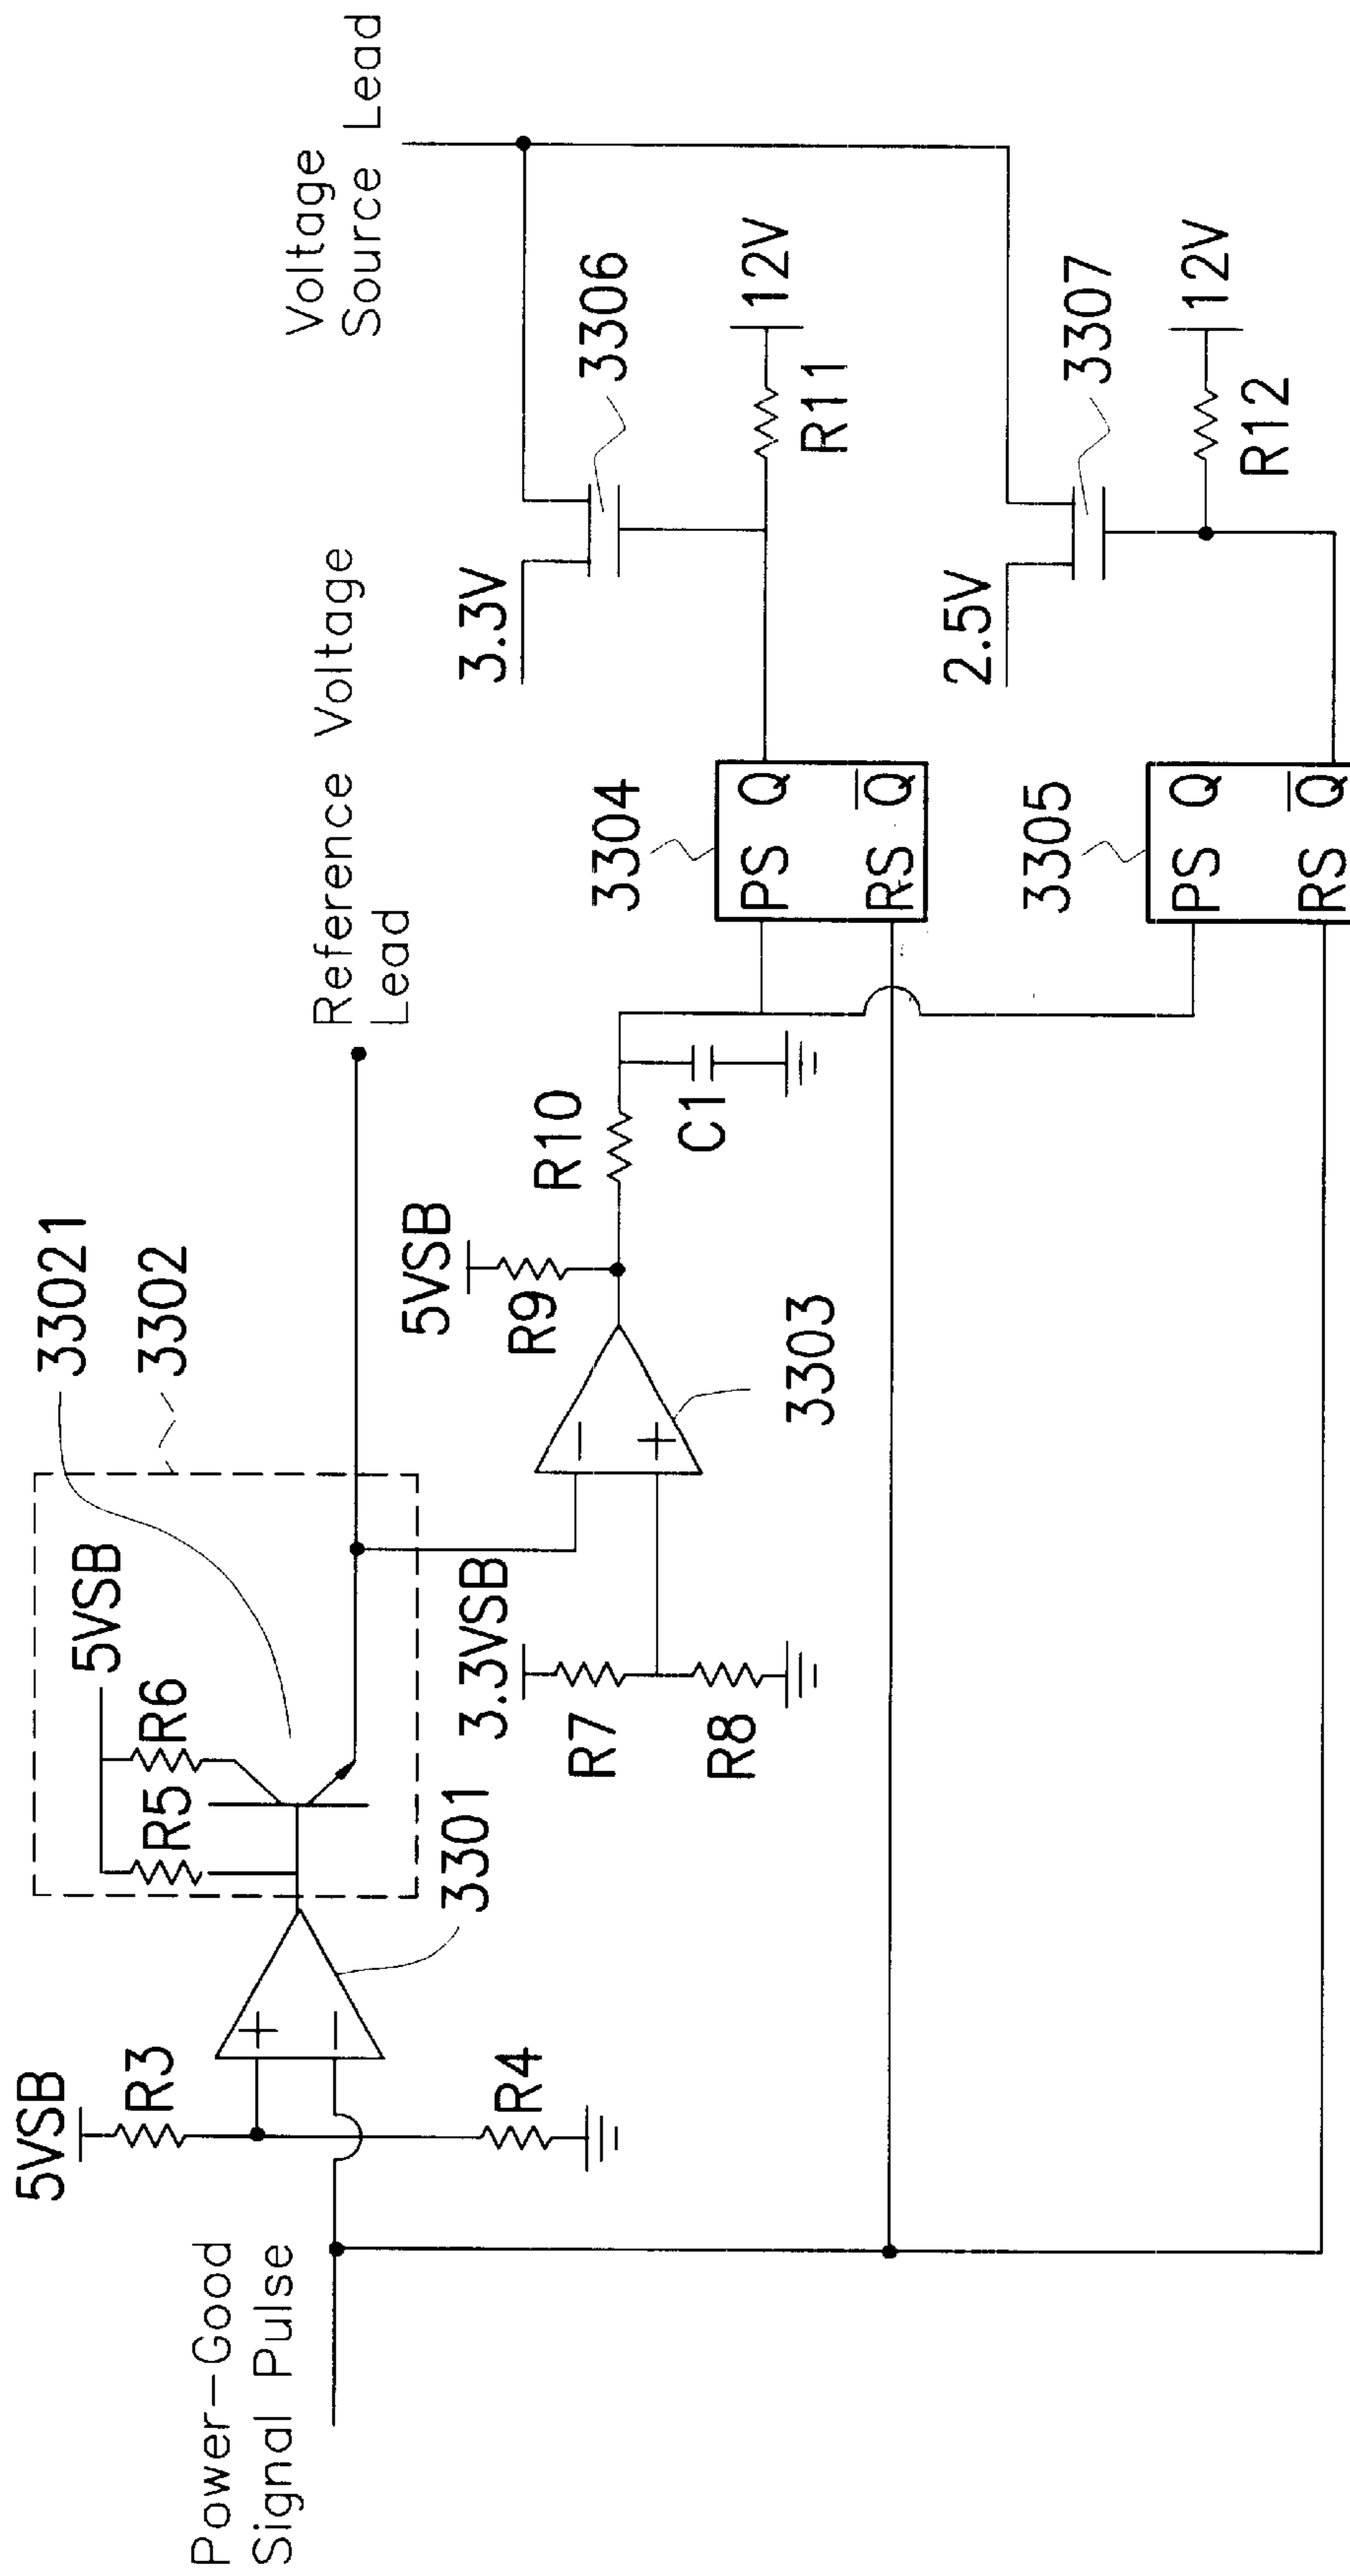 Power-Good
Signal Pulse
5VSB
R3
R4
+
−
3301
5VSB
R5
R6
33021
3302
Reference Voltage
Lead
3.3VSB
R7
R8
−
+
3303
5VSB
R9
R10
C1
3304
PS Q
RS Q̅
3305
PS Q
RS Q̅
3.3V
3306
R11
12V
2.5V
3307
R12
12V
Voltage
Source Lead